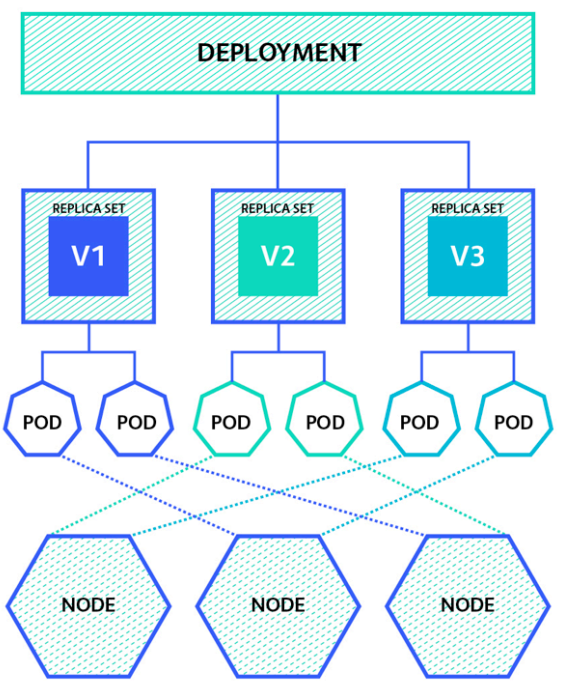 DEPLOYMENT
REPLICA SET
V1
REPLICA SET
V2
REPLICA SET
V3
POD
POD
POD
POD
POD
POD
NODE
NODE
NODE